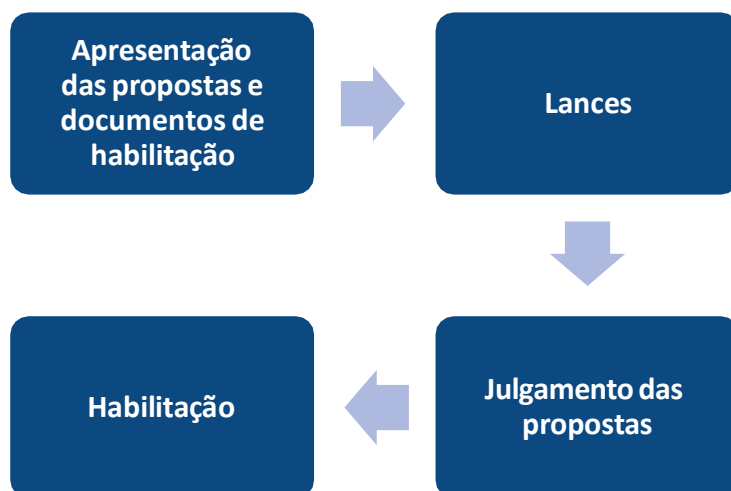 Apresentação
das propostas e
documentos de
habilitação
Lances
Julgamento das
propostas
Habilitação